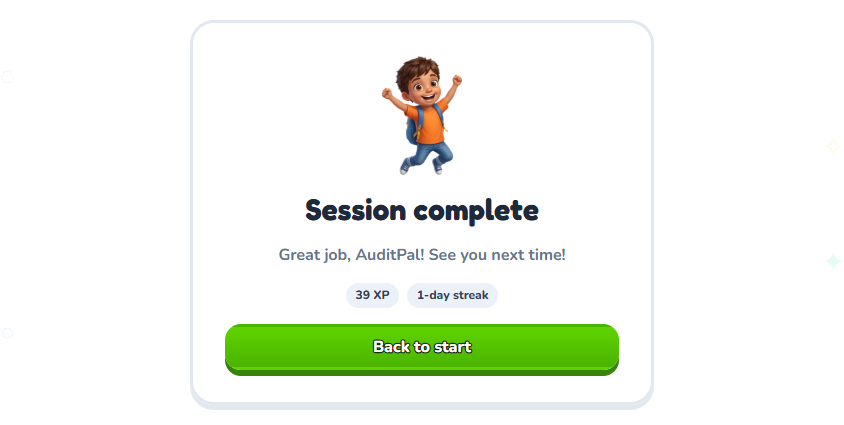 Session complete
Great job, AuditPal! See you next time!
39 XP
1-day streak
Back to start